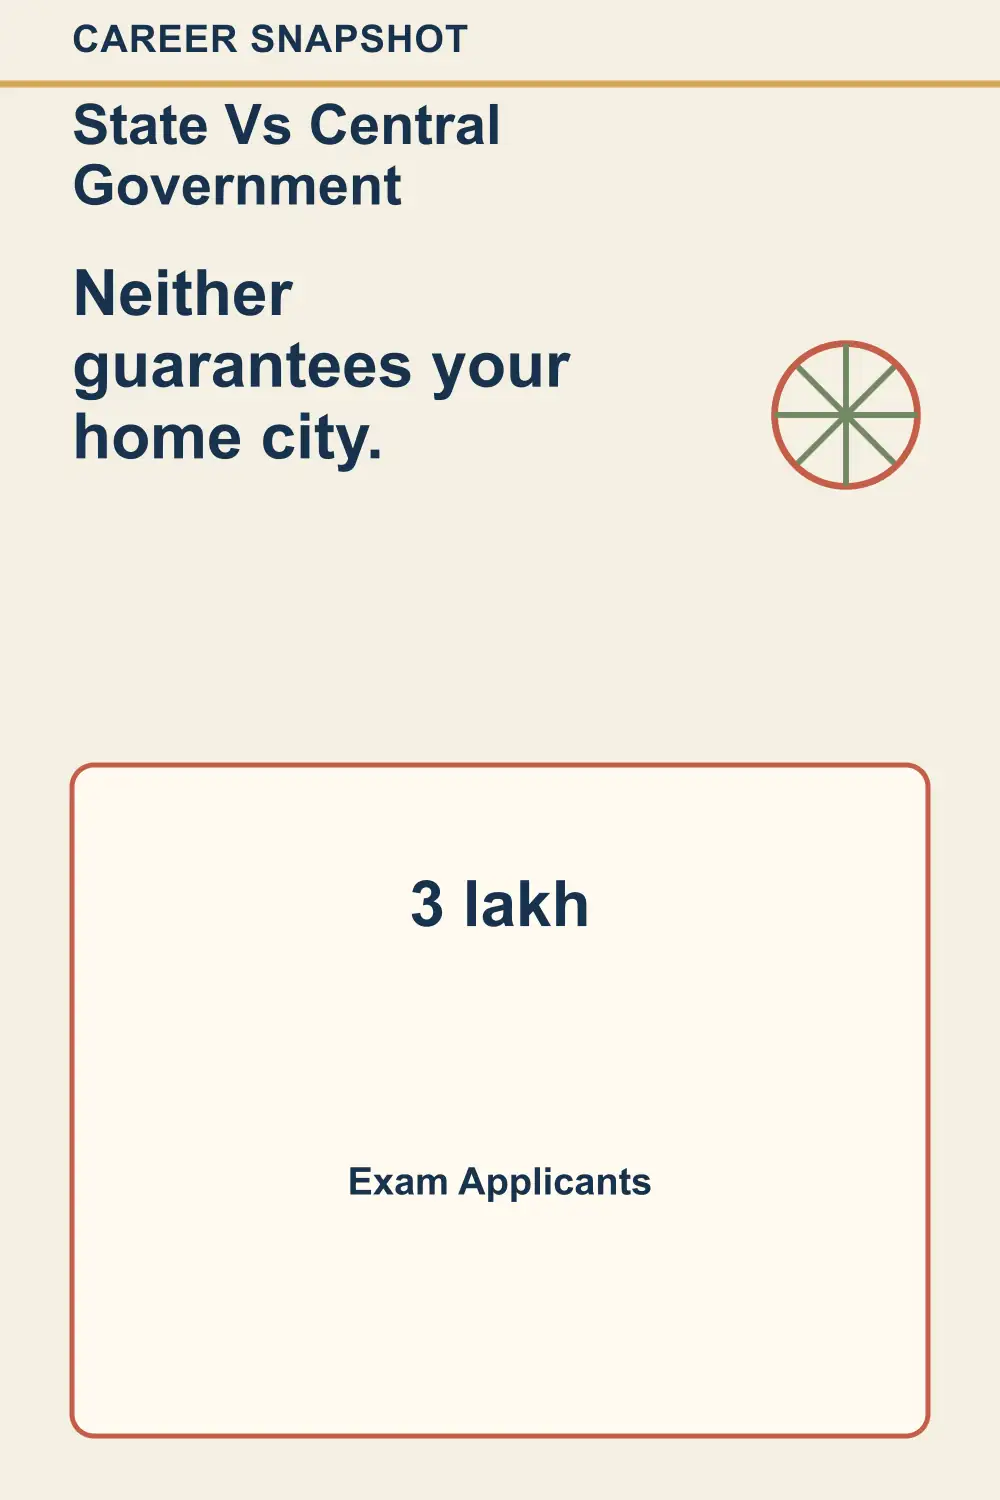 CAREER SNAPSHOT
State Vs Central
Government
Neither
guarantees your
home city.
3 lakh
Exam Applicants